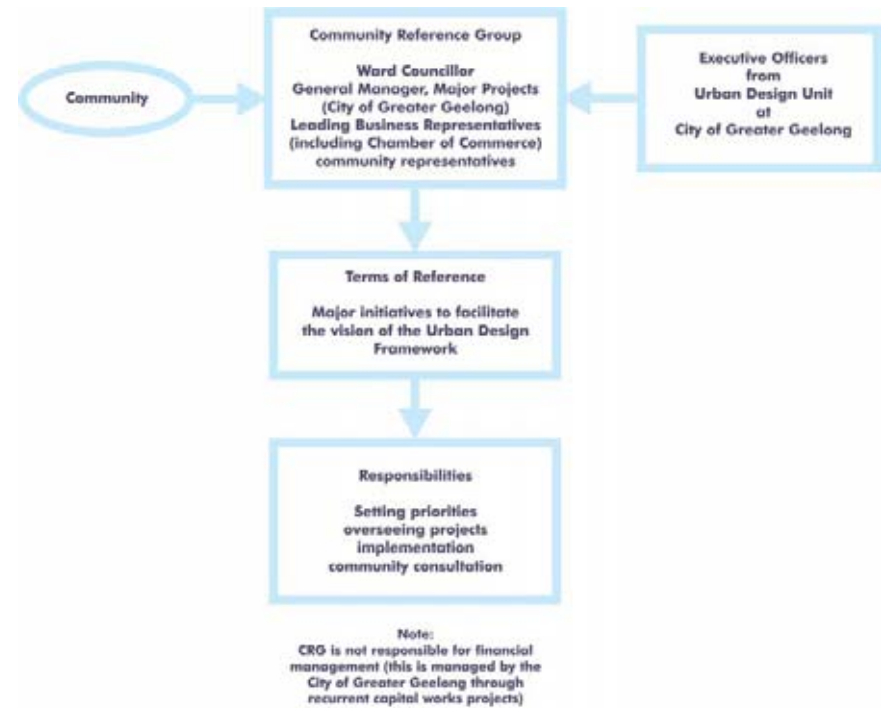 Community
Community Reference Group
Ward Councillor
General Manager, Major Projects
(City of Greater Geelong)
Leading Business Representatives
(including Chamber of Commerce)
community representatives
Executive Officers
from
Urban Design Unit
at
City of Greater Geelong
Terms of Reference
Major initiatives to facilitate
the vision of the Urban Design
Framework
Responsibilities
Setting priorities
overseeing projects
implementation
community consultation
Note:
CRG is not responsible for financial
management (this is managed by the
City of Greater Geelong through
recurrent capital works projects)